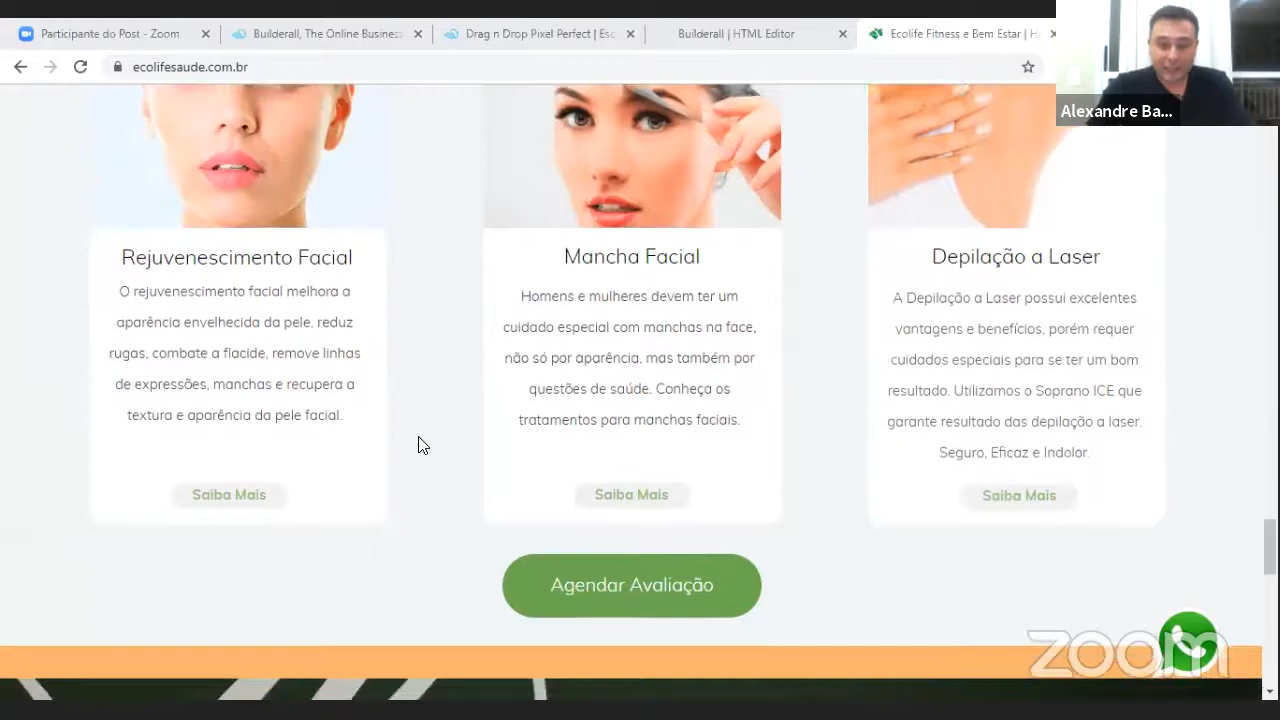 Participante do Post - Zoom
Builderall, The Online Business
Drag n Drop Pixel Perfect | Esc
Builderall | HTML Editor
Ecolife Fitness e Bem Estar | H
ecolifesaude.com.br
Alexandre Ba...
Rejuvenescimento Facial
O rejuvenescimento facial melhora a
aparência envelhecida da pele, reduz
rugas, combate a flacide, remove linhas
de expressões, manchas e recupera a
textura e aparência da pele facial.
Saiba Mais
Mancha Facial
Homens e mulheres devem ter um
cuidado especial com manchas na face,
não só por aparência, mas também por
questões de saúde. Conheça os
tratamentos para manchas faciais.
Saiba Mais
Depilação a Laser
A Depilação a Laser possui excelentes
vantagens e benefícios, porém requer
cuidados especiais para se ter um bom
resultado. Utilizamos o Soprano ICE que
garante resultado das depilação a laser.
Seguro, Eficaz e Indolor.
Saiba Mais
Agendar Avaliação
zoom